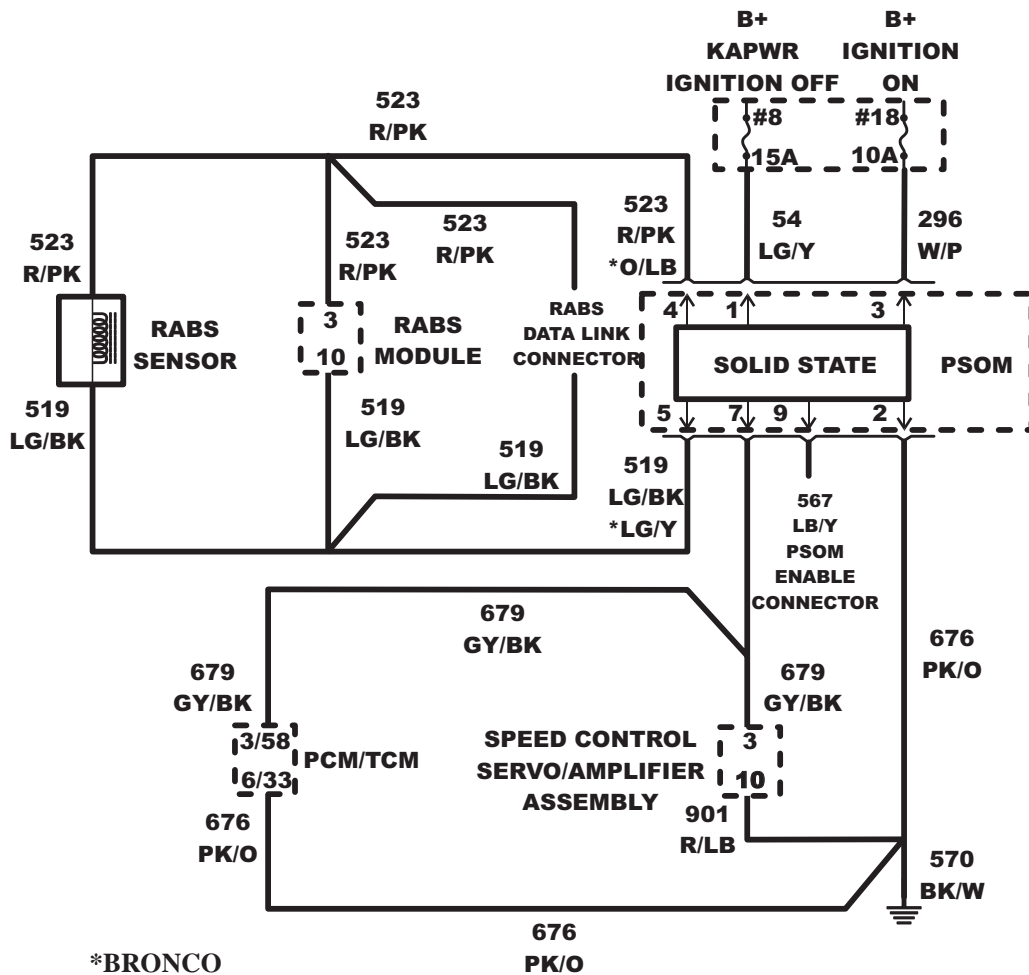 B+
KAPWR
IGNITION OFF
B+
IGNITION
ON
#8
15A
#18
10A
523
R/PK
523
R/PK
523
R/PK
523
R/PK
523
R/PK
*O/LB
54
LG/Y
296
W/P
RABS
SENSOR
3
10
RABS
MODULE
RABS
DATA LINK
CONNECTOR
4
1
3
SOLID STATE
PSOM
5
7
9
2
519
LG/BK
519
LG/BK
519
LG/BK
519
LG/BK
*LG/Y
567
LB/Y
PSOM
ENABLE
CONNECTOR
679
GY/BK
676
PK/O
679
GY/BK
679
GY/BK
3/58
6/33
PCM/TCM
SPEED CONTROL
SERVO/AMPLIFIER
ASSEMBLY
3
10
676
PK/O
901
R/LB
570
BK/W
676
PK/O
*BRONCO